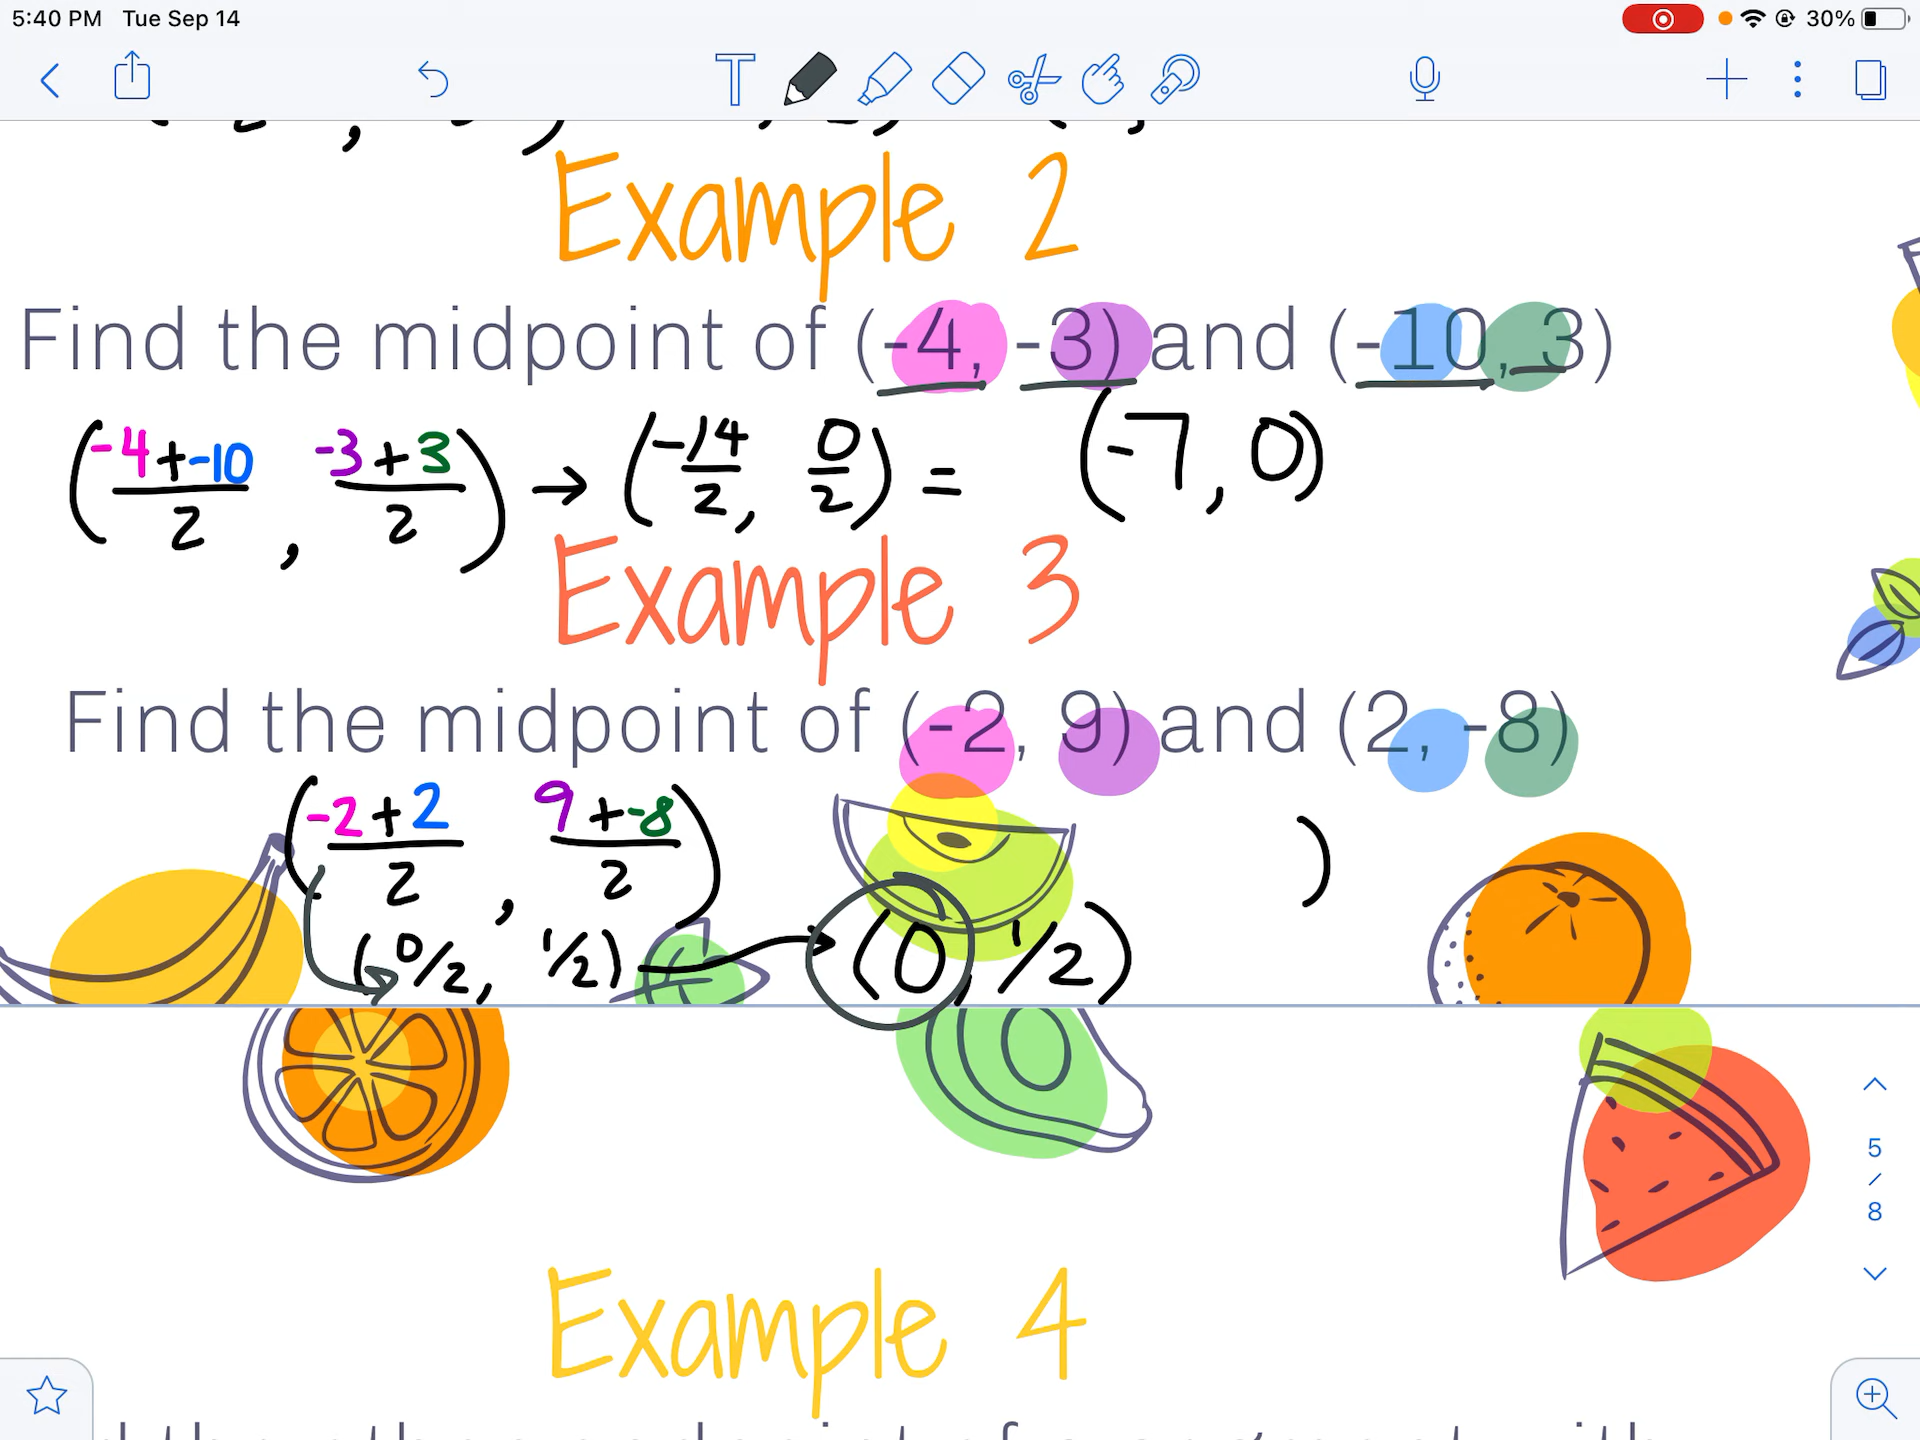 5:40 PM Tue Sep 14
30%
Example 2
Find the midpoint of (-4, -3) and (-10, 3)
(-4+-10/2, -3+3/2) → (-14/2, 0/2) = (-7, 0)
Example 3
Find the midpoint of (-2, 9) and (2, -8)
(-2+2/2, 9+-8/2)
)
(0/2, 1/2) → (0, 1/2)
5
/
8
Example 4